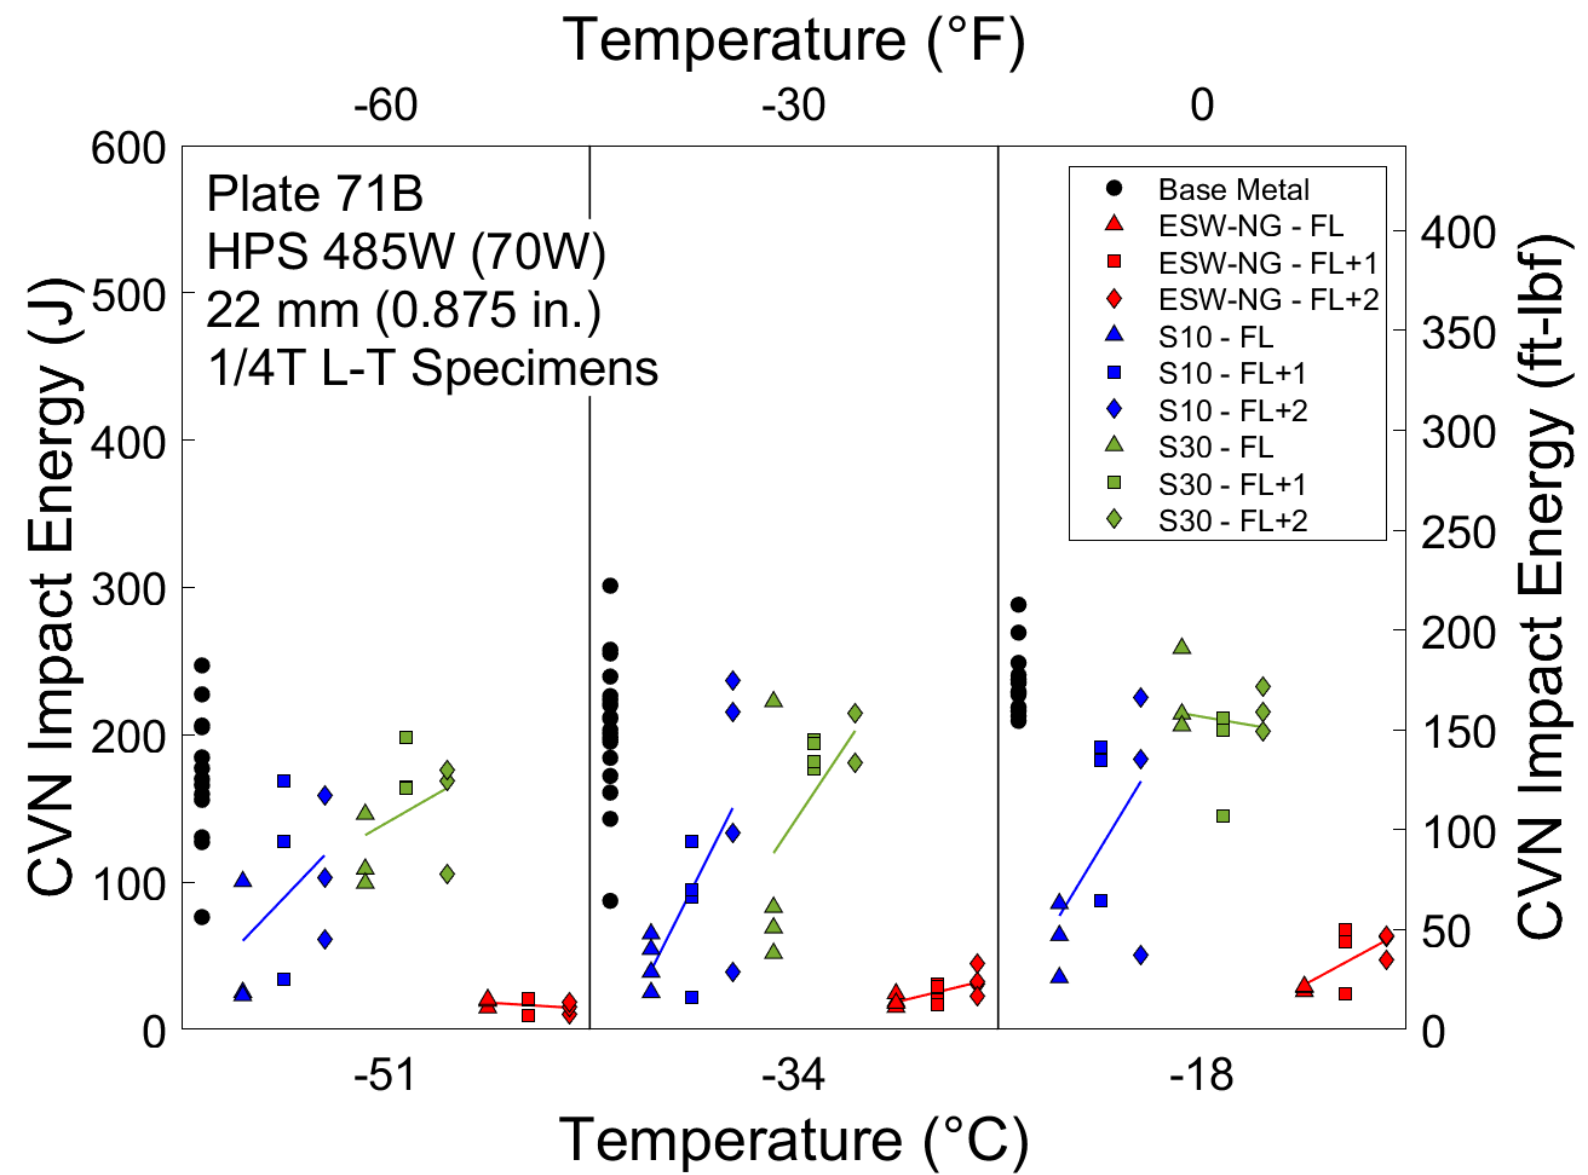 Temperature (°F)
-60 -30 0
600
500
400
300
200
100
0
CVN Impact Energy (J)
Plate 71B
HPS 485W (70W)
22 mm (0.875 in.)
1/4T L-T Specimens
Base Metal
ESW-NG - FL
ESW-NG - FL+1
ESW-NG - FL+2
S10 - FL
S10 - FL+1
S10 - FL+2
S30 - FL
S30 - FL+1
S30 - FL+2
400
350
300
250
200
150
100
50
0
CVN Impact Energy (ft-lbf)
-51 -34 -18
Temperature (°C)